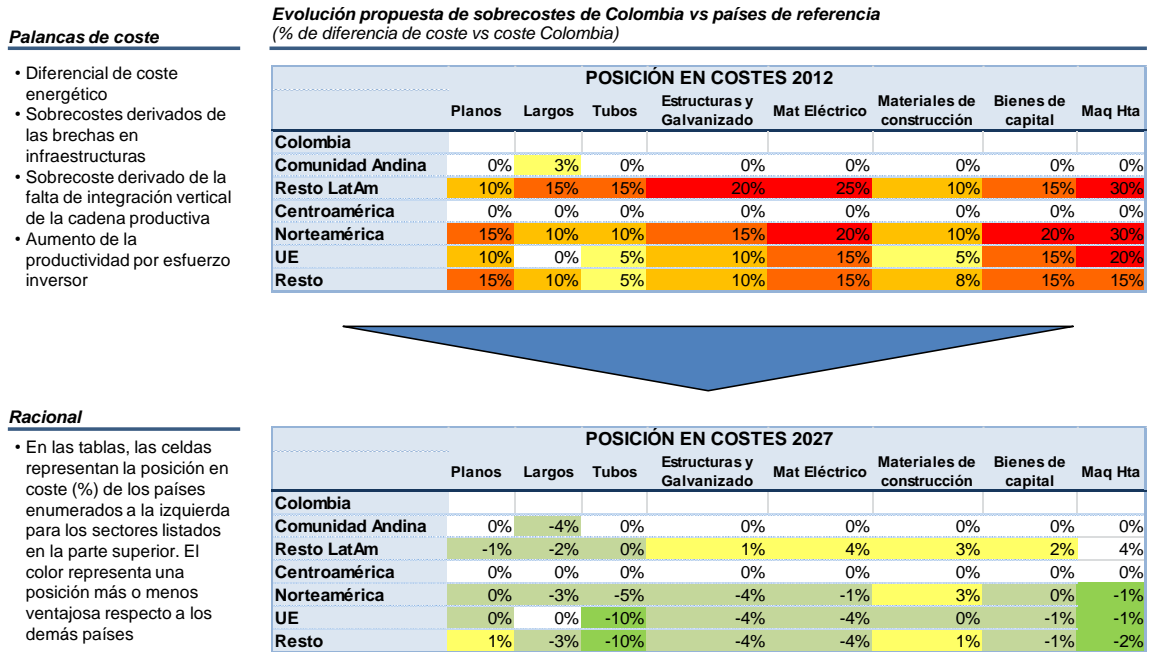 Palancas de coste
• Diferencial de coste
energético
• Sobrecostes derivados de
las brechas en
infraestructuras
• Sobrecoste derivado de la
falta de integración vertical
de la cadena productiva
• Aumento de la
productividad por esfuerzo
inversor
Evolución propuesta de sobrecostes de Colombia vs países de referencia
(% de diferencia de coste vs coste Colombia)
POSICIÓN EN COSTES 2012
Planos Largos Tubos Estructuras y Galvanizado Mat Eléctrico Materiales de construcción Bienes de capital Maq Hta
Colombia
Comunidad Andina 0% 3% 0% 0% 0% 0% 0% 0%
Resto LatAm 10% 15% 15% 20% 25% 10% 15% 30%
Centroamérica 0% 0% 0% 0% 0% 0% 0% 0%
Norteamérica 15% 10% 10% 15% 20% 10% 20% 30%
UE 10% 0% 5% 10% 15% 5% 15% 20%
Resto 15% 10% 5% 10% 15% 8% 15% 15%
Racional
• En las tablas, las celdas
representan la posición en
coste (%) de los países
enumerados a la izquierda
para los sectores listados
en la parte superior. El
color representa una
posición más o menos
ventajosa respecto a los
demás países
POSICIÓN EN COSTES 2027
Planos Largos Tubos Estructuras y Galvanizado Mat Eléctrico Materiales de construcción Bienes de capital Maq Hta
Colombia
Comunidad Andina 0% -4% 0% 0% 0% 0% 0% 0%
Resto LatAm -1% -2% 0% 1% 4% 3% 2% 4%
Centroamérica 0% 0% 0% 0% 0% 0% 0% 0%
Norteamérica 0% -3% -5% -4% -1% 3% 0% -1%
UE 0% 0% -10% -4% -4% 0% -1% -1%
Resto 1% -3% -10% -4% -4% 1% -1% -2%